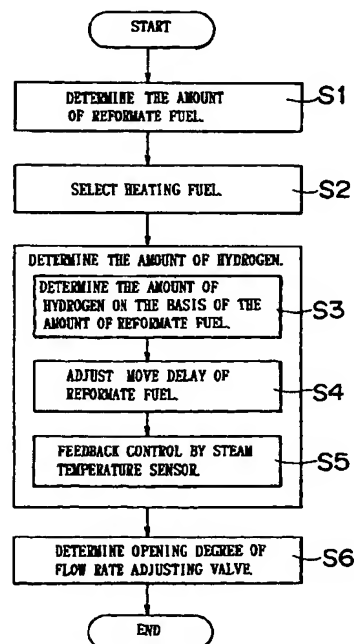 START
DETERMINE THE AMOUNT
OF REFORMATE FUEL.
S1
SELECT HEATING FUEL.
S2
DETERMINE THE AMOUNT OF HYDROGEN.
DETERMINE THE AMOUNT OF
HYDROGEN ON THE BASIS OF THE
AMOUNT OF REFORMATE FUEL.
S3
ADJUST MOVE DELAY OF
REFORMATE FUEL.
S4
FEEDBACK CONTROL BY STEAM
TEMPERATURE SENSOR.
S5
DETERMINE OPENING DEGREE OF
FLOW RATE ADJUSTING VALVE.
S6
END